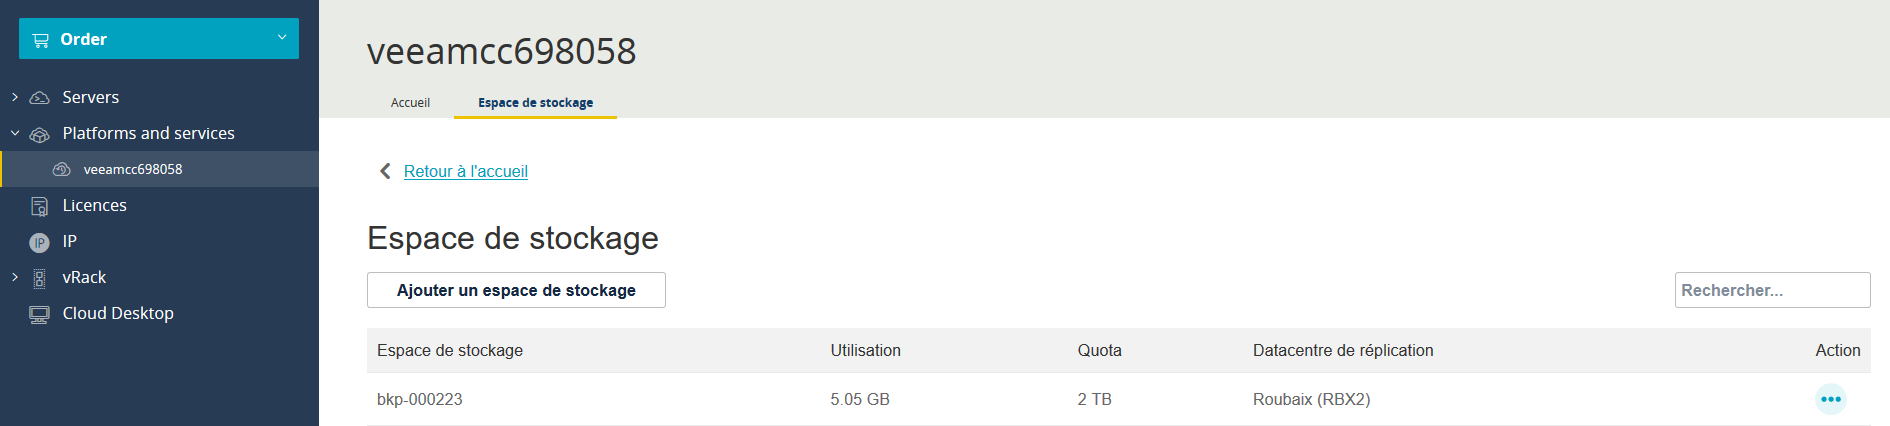 Order
Servers
Platforms and services
veeamcc698058
Licences
IP
IP
vRack
Cloud Desktop
veeamcc698058
Accueil Espace de stockage
Retour à l'accueil
Espace de stockage
Ajouter un espace de stockage Rechercher...
Espace de stockage Utilisation Quota Datacentre de réplication Action
bkp-000223 5.05 GB 2 TB Roubaix (RBX2)